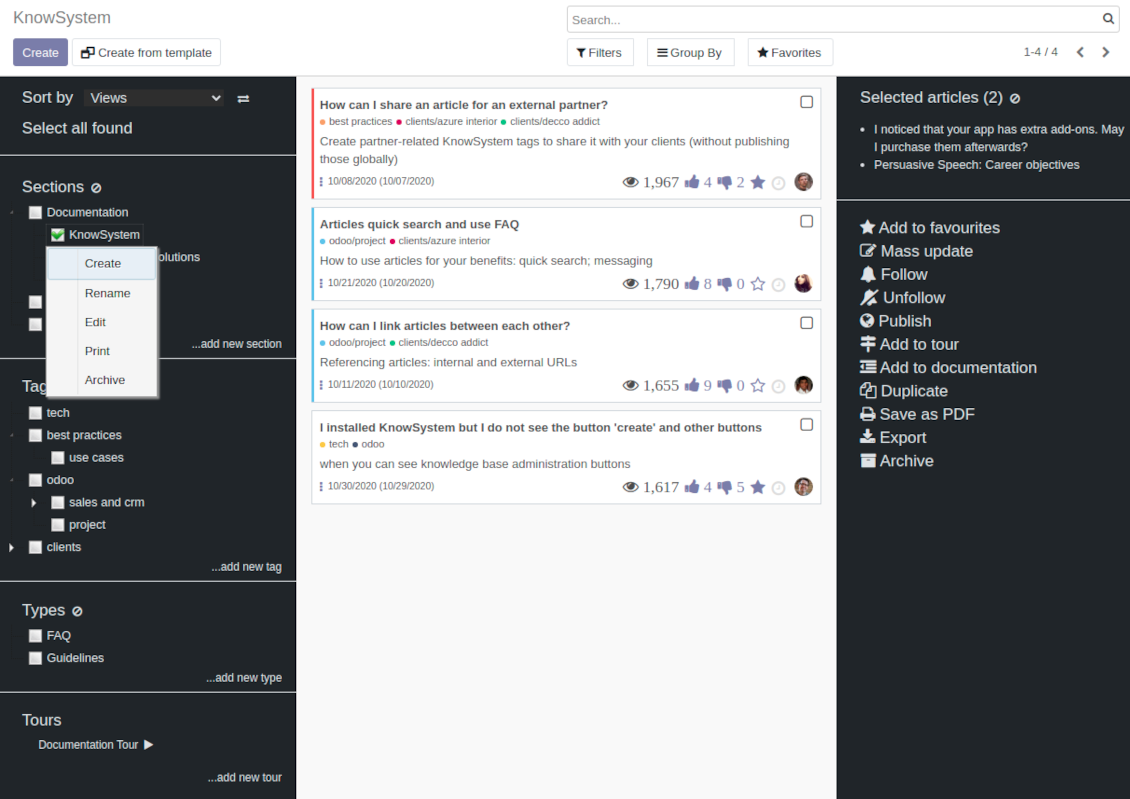 KnowSystem
Search...
Create
Create from template
Filters
Group By
Favorites
1-4 / 4
Sort by
Views
Select all found
Sections
Documentation
KnowSystem
olutions
Create
Rename
Edit
Print
Archive
...add new section
Tag
tech
best practices
use cases
odoo
sales and crm
project
clients
...add new tag
Types
FAQ
Guidelines
...add new type
Tours
Documentation Tour
...add new tour
How can I share an article for an external partner?
best practices clients/azure interior clients/decco addict
Create partner-related KnowSystem tags to share it with your clients (without publishing
those globally)
10/08/2020 (10/07/2020)
1,967 4 2
Articles quick search and use FAQ
odoo/project clients/azure interior
How to use articles for your benefits: quick search; messaging
10/21/2020 (10/20/2020)
1,790 8 0
How can I link articles between each other?
odoo/project clients/decco addict
Referencing articles: internal and external URLs
10/11/2020 (10/10/2020)
1,655 9 0
I installed KnowSystem but I do not see the button 'create' and other buttons
tech odoo
when you can see knowledge base administration buttons
10/30/2020 (10/29/2020)
1,617 4 5
Selected articles (2)
I noticed that your app has extra add-ons. May
I purchase them afterwards?
Persuasive Speech: Career objectives
Add to favourites
Mass update
Follow
Unfollow
Publish
Add to tour
Add to documentation
Duplicate
Save as PDF
Export
Archive